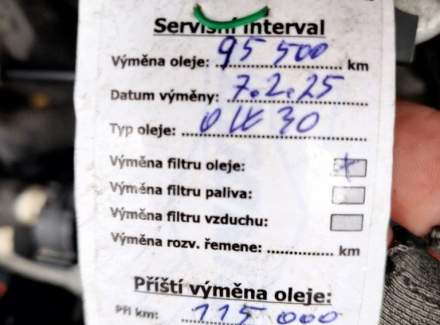 Servisní interval
Výměna oleje: 95 500 km
Datum výměny: 7.2.25
Typ oleje: 0W30
Výměna filtru oleje: x
Výměna filtru paliva:
Výměna filtru vzduchu:
Výměna rozv. řemene: km
Příští výměna oleje:
Při km: 115 000